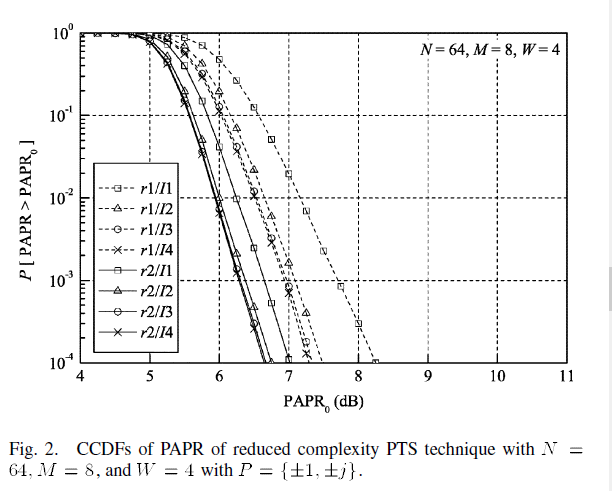 N = 64, M = 8, W = 4
10^0
10^-1
10^-2
10^-3
10^-4
P [ PAPR > PAPR_0 ]
r1/I1
r1/I2
r1/I3
r1/I4
r2/I1
r2/I2
r2/I3
r2/I4
4 5 6 7 8 9 10 11
PAPR_0 (dB)
Fig. 2. CCDFs of PAPR of reduced complexity PTS technique with N =
64, M = 8, and W = 4 with P = {±1, ±j}.